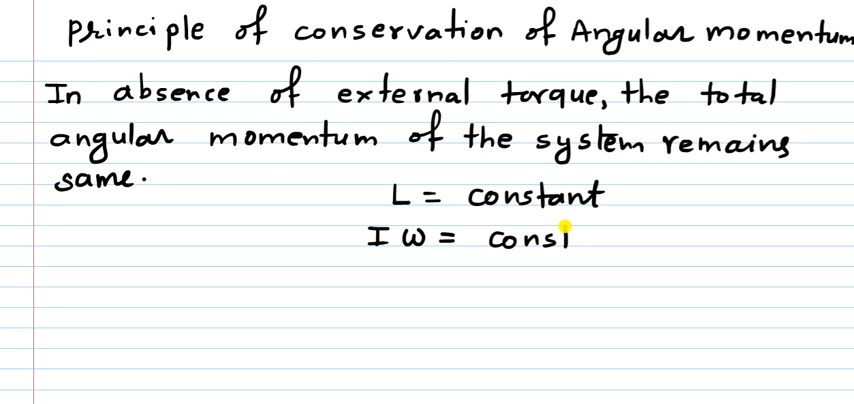 principle of conservation of Angular momentum
In absence of external torque, the total
angular momentum of the system remains
same.
L = constant
I ω = cons